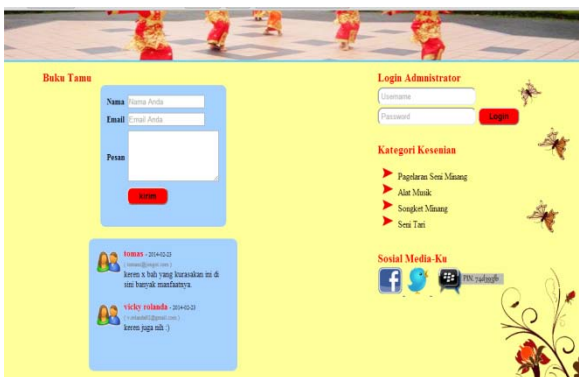 Buku Tamu
Nama Nama Anda
Email Email Anda
Pesan
Kirim
tomas - 2014-02-23
keren x bah yang kurasakan ini di
sini banyak manfaatnya.
vicky rolanda - 2014-02-23
keren juga nih :)
Login Admnistrator
Username
Password Login
Kategori Kesenian
Pagelaran Seni Minang
Alat Musik
Songket Minang
Seni Tari
Sosial Media-Ku
PIN